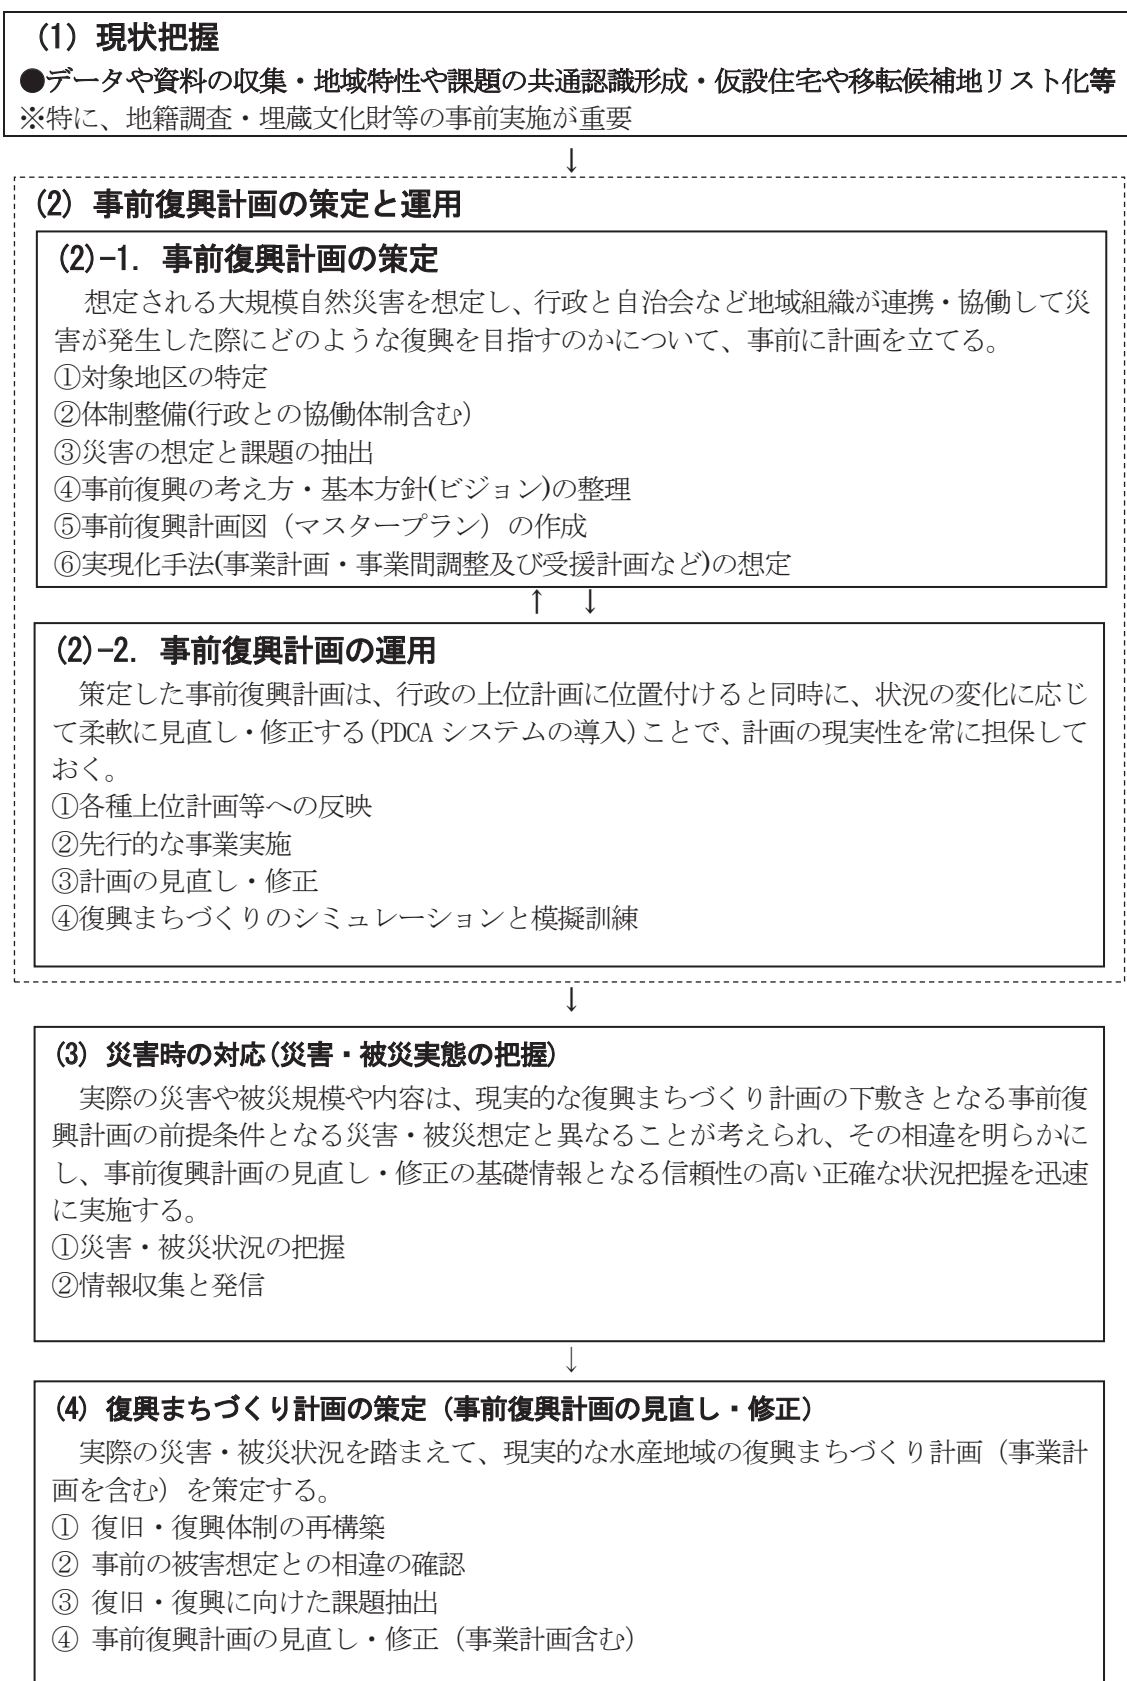 (1) 現状把握
●データや資料の収集・地域特性や課題の共通認識形成・仮設住宅や移転候補地リスト化等
※特に、地籍調査・埋蔵文化財等の事前実施が重要
↓
(2) 事前復興計画の策定と運用
(2)-1. 事前復興計画の策定
想定される大規模自然災害を想定し、行政と自治会など地域組織が連携・協働して災
害が発生した際にどのような復興を目指すのかについて、事前に計画を立てる。
①対象地区の特定
②体制整備(行政との協働体制含む)
③災害の想定と課題の抽出
④事前復興の考え方・基本方針(ビジョン)の整理
⑤事前復興計画図（マスタープラン）の作成
⑥実現化手法(事業計画・事業間調整及び受援計画など)の想定
↑ ↓
(2)-2. 事前復興計画の運用
策定した事前復興計画は、行政の上位計画に位置付けると同時に、状況の変化に応じ
て柔軟に見直し・修正する(PDCA システムの導入)ことで、計画の現実性を常に担保して
おく。
①各種上位計画等への反映
②先行的な事業実施
③計画の見直し・修正
④復興まちづくりのシミュレーションと模擬訓練
↓
(3) 災害時の対応(災害・被災実態の把握)
実際の災害や被災規模や内容は、現実的な復興まちづくり計画の下敷きとなる事前復
興計画の前提条件となる災害・被災想定と異なることが考えられ、その相違を明らかに
し、事前復興計画の見直し・修正の基礎情報となる信頼性の高い正確な状況把握を迅速
に実施する。
①災害・被災状況の把握
②情報収集と発信
↓
(4) 復興まちづくり計画の策定（事前復興計画の見直し・修正）
実際の災害・被災状況を踏まえて、現実的な水産地域の復興まちづくり計画（事業計
画を含む）を策定する。
① 復旧・復興体制の再構築
② 事前の被害想定との相違の確認
③ 復旧・復興に向けた課題抽出
④ 事前復興計画の見直し・修正（事業計画含む）